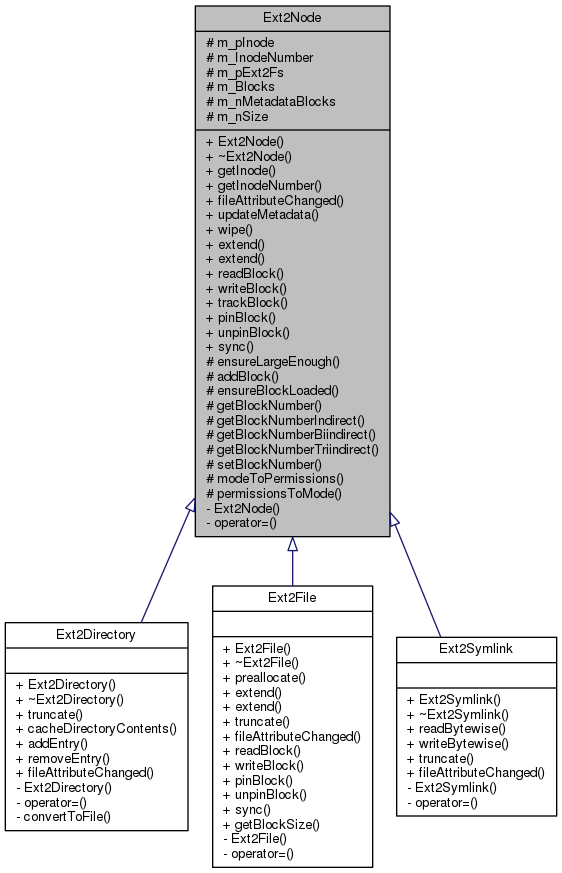 Ext2Node
# m_pInode
# m_InodeNumber
# m_pExt2Fs
# m_Blocks
# m_nMetadataBlocks
# m_nSize
+ Ext2Node()
+ ~Ext2Node()
+ getInode()
+ getInodeNumber()
+ fileAttributeChanged()
+ updateMetadata()
+ wipe()
+ extend()
+ extend()
+ readBlock()
+ writeBlock()
+ trackBlock()
+ pinBlock()
+ unpinBlock()
+ sync()
# ensureLargeEnough()
# addBlock()
# ensureBlockLoaded()
# getBlockNumber()
# getBlockNumberIndirect()
# getBlockNumberBiindirect()
# getBlockNumberTriindirect()
# setBlockNumber()
# modeToPermissions()
# permissionsToMode()
- Ext2Node()
- operator=()
Ext2Directory
+ Ext2Directory()
+ ~Ext2Directory()
+ truncate()
+ cacheDirectoryContents()
+ addEntry()
+ removeEntry()
+ fileAttributeChanged()
- Ext2Directory()
- operator=()
- convertToFile()
Ext2File
+ Ext2File()
+ ~Ext2File()
+ preallocate()
+ extend()
+ extend()
+ truncate()
+ fileAttributeChanged()
+ readBlock()
+ writeBlock()
+ pinBlock()
+ unpinBlock()
+ sync()
+ getBlockSize()
- Ext2File()
- operator=()
Ext2Symlink
+ Ext2Symlink()
+ ~Ext2Symlink()
+ readBytewise()
+ writeBytewise()
+ truncate()
+ fileAttributeChanged()
- Ext2Symlink()
- operator=()